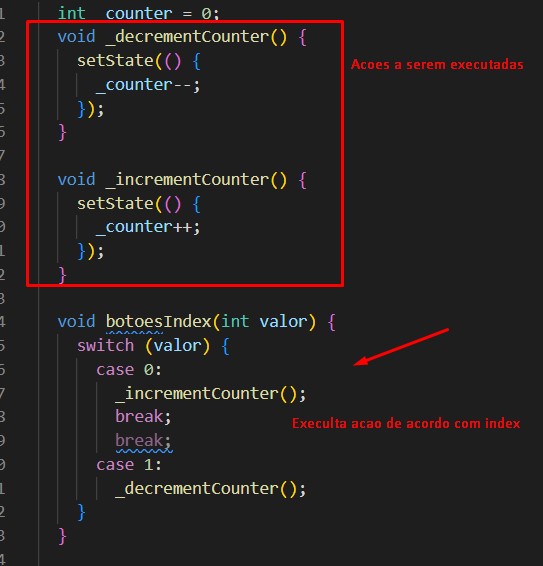 1 int _counter = 0;
2 void _decrementCounter() {
3 setState(() {
4 _counter--;
5 });
6 }
7
8 void _incrementCounter() {
9 setState(() {
0 _counter++;
1 });
2 }
3
4 void botoesIndex(int valor) {
5 switch (valor) {
6 case 0:
7 _incrementCounter();
8 break;
9 break;
0 case 1:
1 _decrementCounter();
2 }
3 }
4
Acoes a serem executadas
Execulta acao de acordo com index